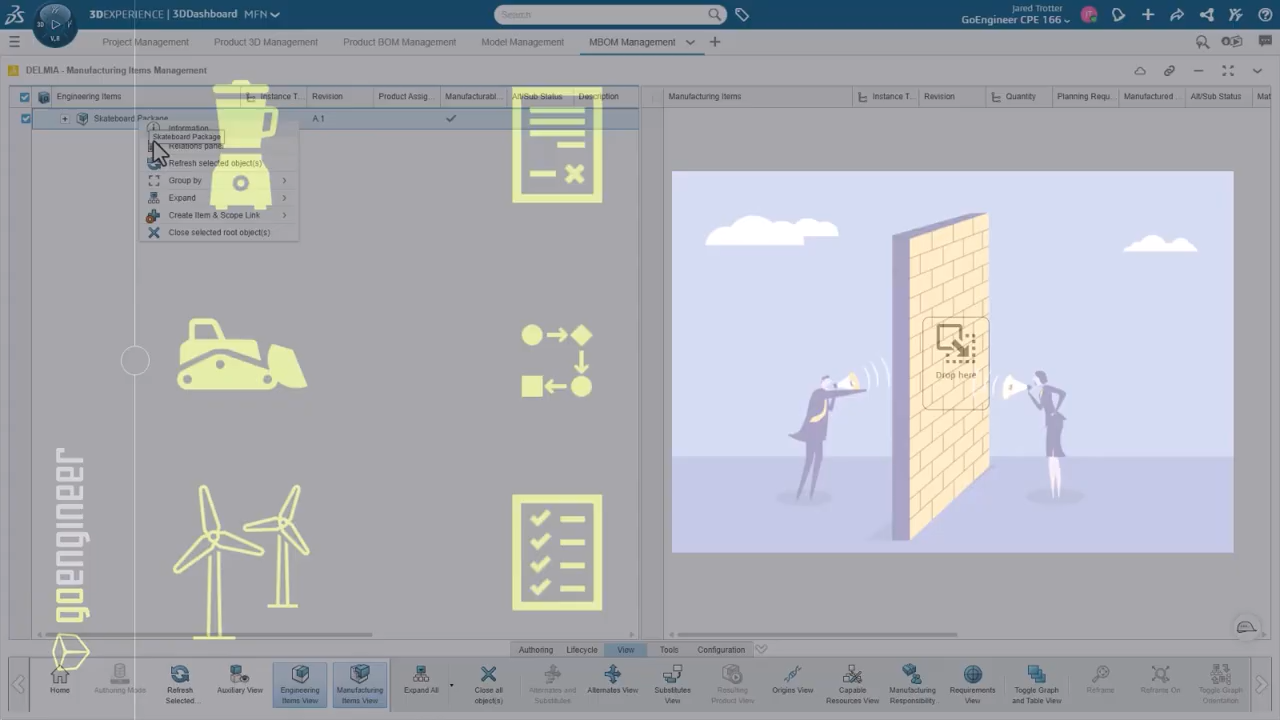 3DEXPERIENCE | 3DDashboard MFN
Search
Jared Trotter
GoEngineer CPE 166
3D
V.R
Project Management
Product 3D Management
Product BOM Management
Model Management
MBOM Management
DELMIA - Manufacturing Items Management
Engineering Items
Instance T...
Revision
Product Assig...
Manufacturabl...
Alt/Sub Status
Description
Manufacturing Items
Instance T...
Revision
Quantity
Planning Requ...
Manufactured ...
Alt/Sub Status
Mat
Skateboard Package
A.1
Information
Skateboard Package
Relations panel
Refresh selected object(s)
Group by
Expand
Create Item & Scope Link
Close selected root object(s)
Drop here
goengineer
Authoring
Lifecycle
View
Tools
Configuration
Home
Authoring Mode
Refresh
Selected...
Auxiliary View
Engineering
Items View
Manufacturing
Items View
Expand All
Close all
object(s)
Alternates and
Substitutes
Alternates View
Substitutes
View
Resulting
Product View
Origins View
Capable
Resources View
Manufacturing
Responsibility...
Requirements
View
Toggle Graph
and Table View
Reframe
Reframe On
Toggle Graph
Orientation